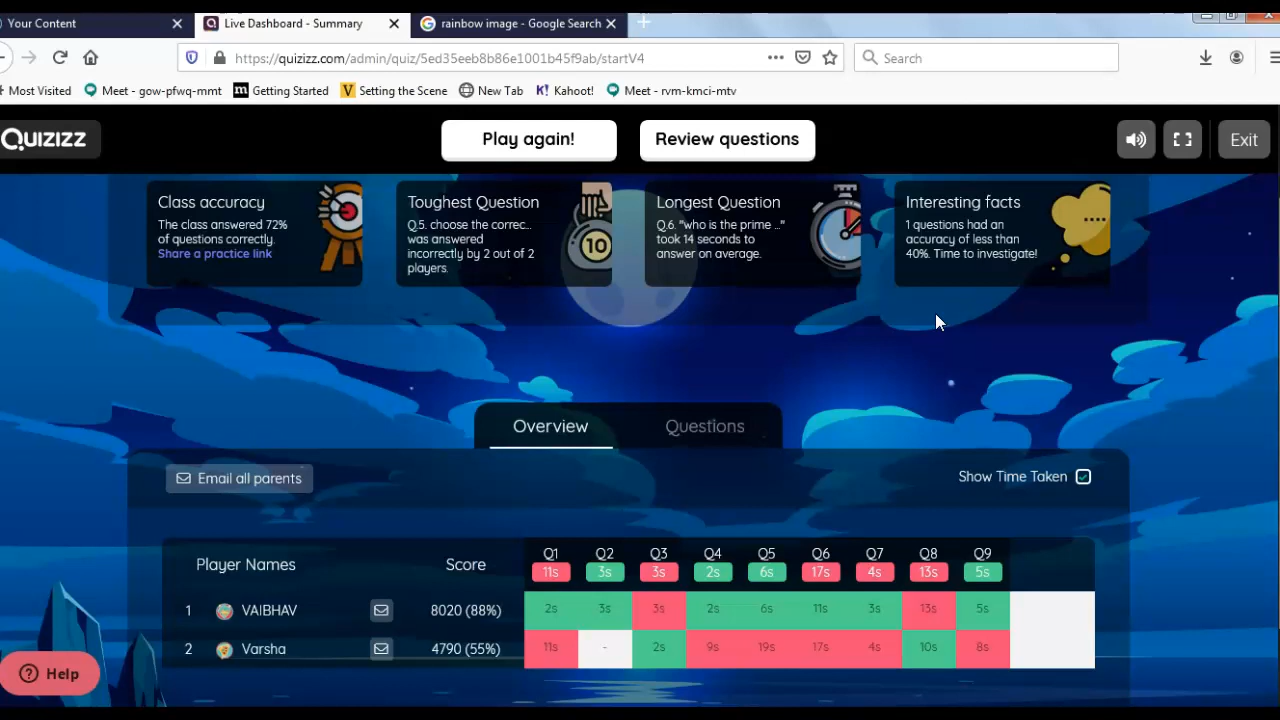 Your Content
Live Dashboard - Summary
rainbow image - Google Search
https://quizizz.com/admin/quiz/5ed35eeb8b86e1001b45f9ab/startV4
Search
Most Visited
Meet - gow-pfwq-mmt
Getting Started
Setting the Scene
New Tab
Kahoot!
Meet - rvm-kmci-mtv
Quizizz
Play again!
Review questions
Exit
Class accuracy
The class answered 72%
of questions correctly.
Share a practice link
Toughest Question
Q.5. choose the correc...
was answered
incorrectly by 2 out of 2
players.
10
Longest Question
Q.6. "who is the prime ..."
took 14 seconds to
answer on average.
Interesting facts
1 questions had an
accuracy of less than
40%. Time to investigate!
Overview
Questions
Email all parents
Show Time Taken
Player Names Score Q1 Q2 Q3 Q4 Q5 Q6 Q7 Q8 Q9
11s 3s 3s 2s 6s 17s 4s 13s 5s
1 VAIBHAV 8020 (88%) 2s 3s 3s 2s 6s 11s 3s 13s 5s
2 Varsha 4790 (55%) 11s - 2s 9s 19s 17s 4s 10s 8s
Help